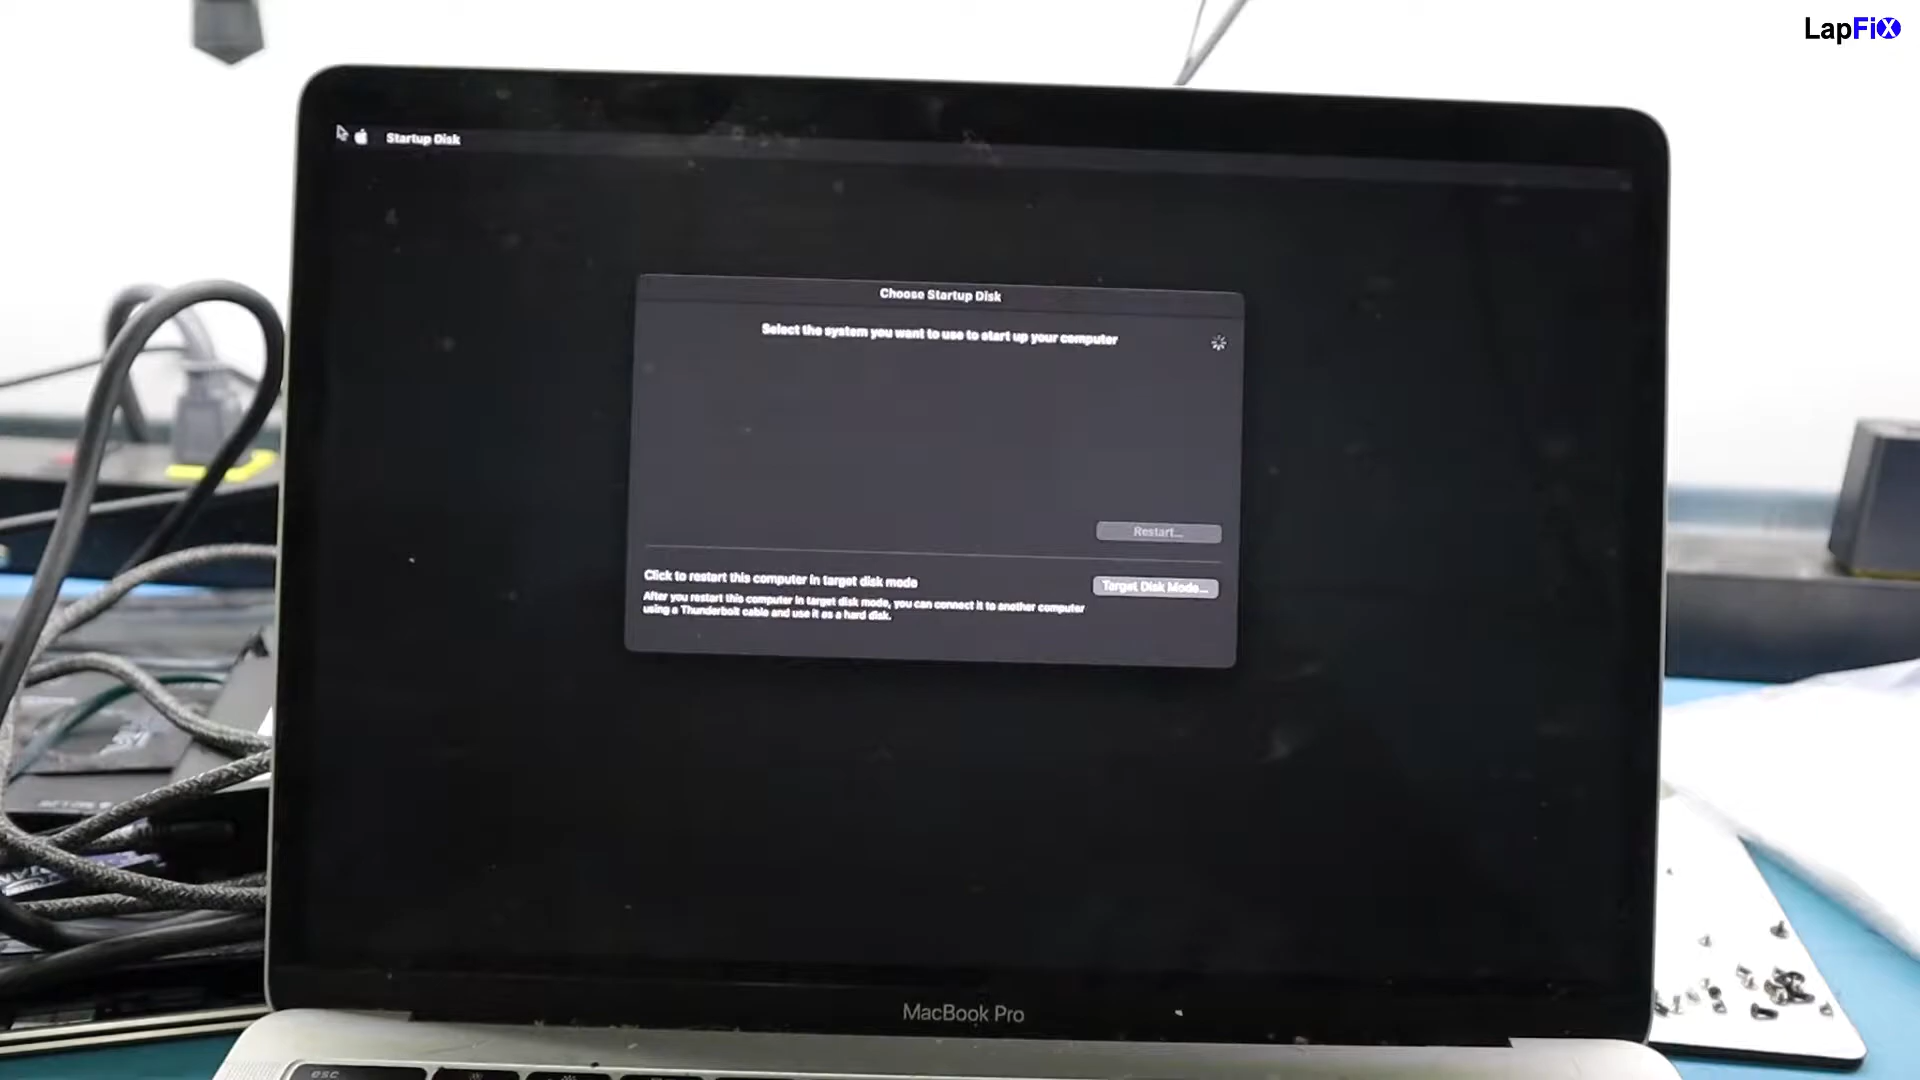 LapFiX
Startup Disk
Choose Startup Disk
Select the system you want to use to start up your computer
Restart...
Click to restart this computer in target disk mode
Target Disk Mode...
After you restart this computer in target disk mode, you can connect it to another computer
using a Thunderbolt cable and use it as a hard disk.
MacBook Pro
esc